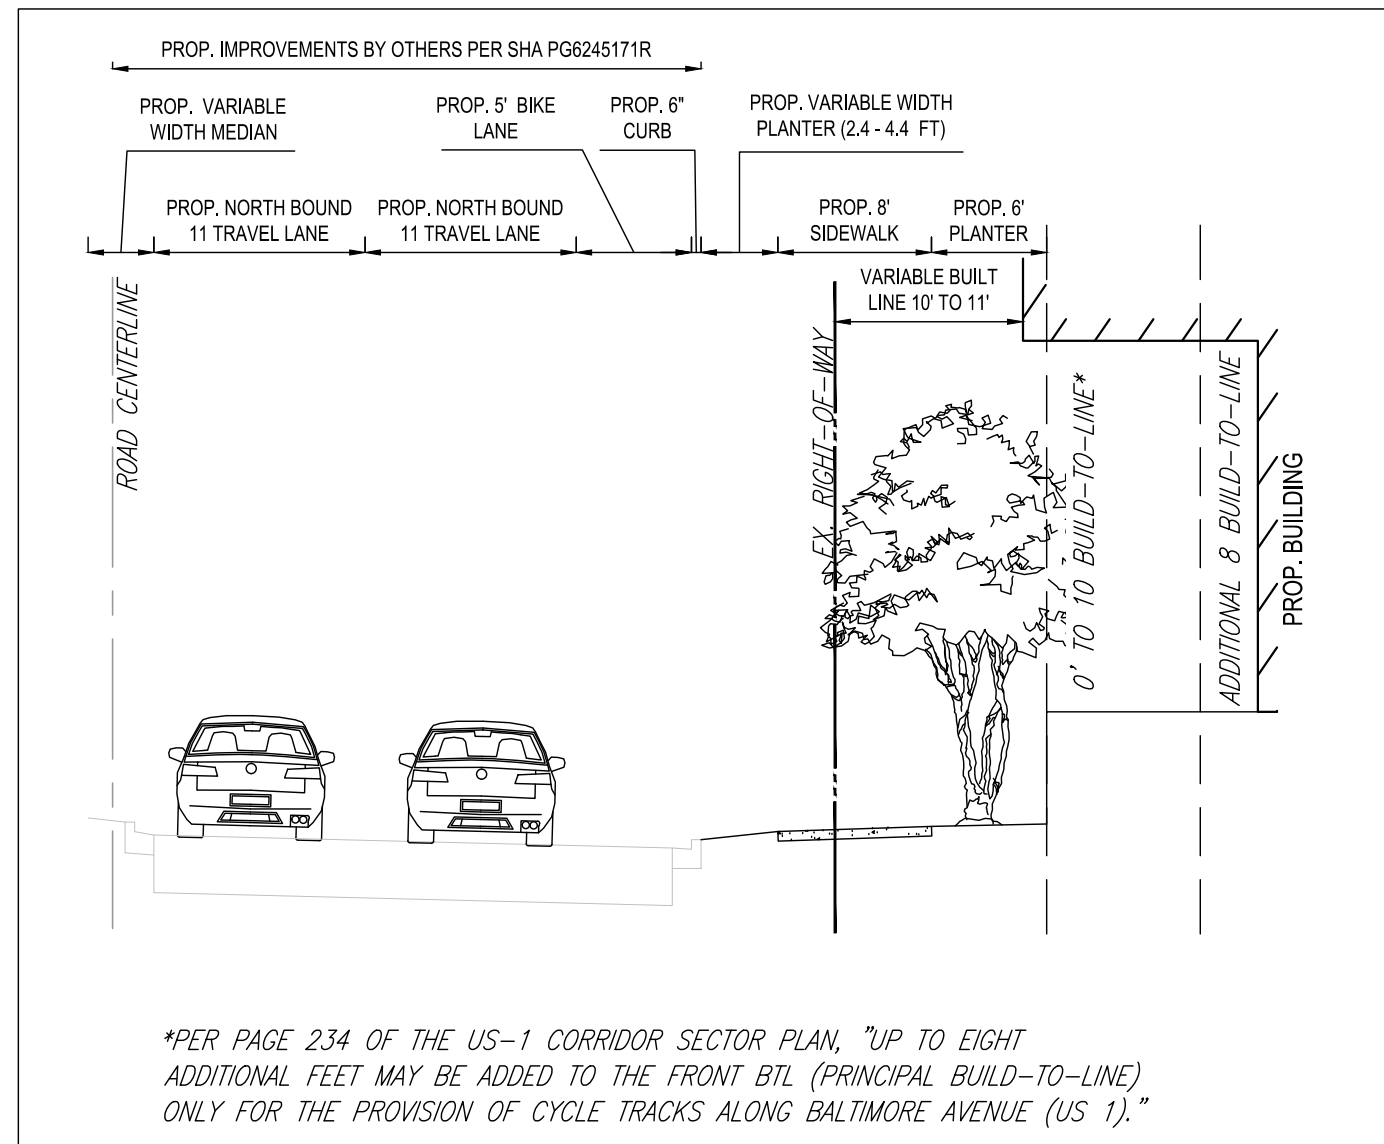 PROP. IMPROVEMENTS BY OTHERS PER SHA PG6245171R
PROP. VARIABLE
WIDTH MEDIAN
PROP. 5' BIKE
LANE
PROP. 6"
CURB
PROP. VARIABLE WIDTH
PLANTER (2.4 - 4.4 FT)
PROP. NORTH BOUND
11 TRAVEL LANE
PROP. NORTH BOUND
11 TRAVEL LANE
PROP. 8'
SIDEWALK
PROP. 6'
PLANTER
VARIABLE BUILT
LINE 10' TO 11'
ROAD CENTERLINE
EX. RIGHT-OF-WAY
0' TO 10 BUILD-TO-LINE*
ADDITIONAL 8 BUILD-TO-LINE
PROP. BUILDING
*PER PAGE 234 OF THE US-1 CORRIDOR SECTOR PLAN, "UP TO EIGHT
ADDITIONAL FEET MAY BE ADDED TO THE FRONT BTL (PRINCIPAL BUILD-TO-LINE)
ONLY FOR THE PROVISION OF CYCLE TRACKS ALONG BALTIMORE AVENUE (US 1)."